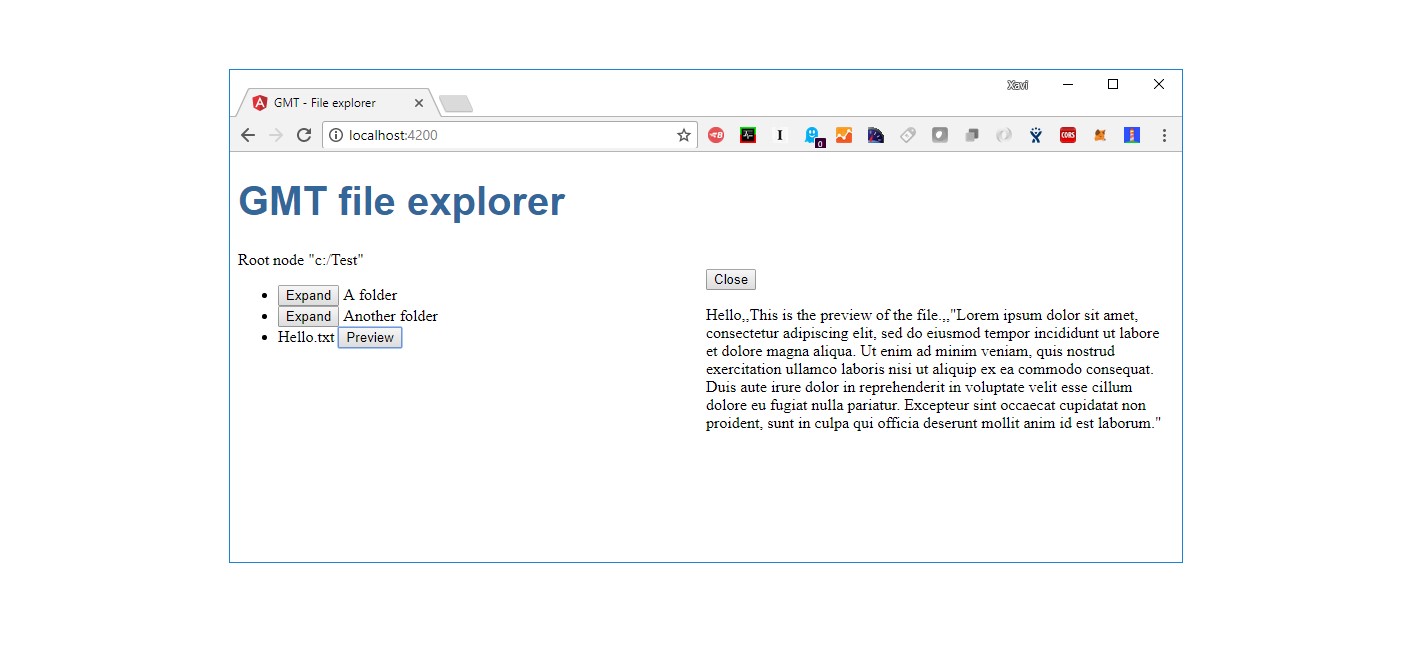 Xavi
GMT - File explorer
localhost:4200
B
I
0
CORS
GMT file explorer
Root node "c:/Test"
Expand A folder
Expand Another folder
Hello.txt Preview
Close
Hello,,This is the preview of the file.,,"Lorem ipsum dolor sit amet,
consectetur adipiscing elit, sed do eiusmod tempor incididunt ut labore
et dolore magna aliqua. Ut enim ad minim veniam, quis nostrud
exercitation ullamco laboris nisi ut aliquip ex ea commodo consequat.
Duis aute irure dolor in reprehenderit in voluptate velit esse cillum
dolore eu fugiat nulla pariatur. Excepteur sint occaecat cupidatat non
proident, sunt in culpa qui officia deserunt mollit anim id est laborum."